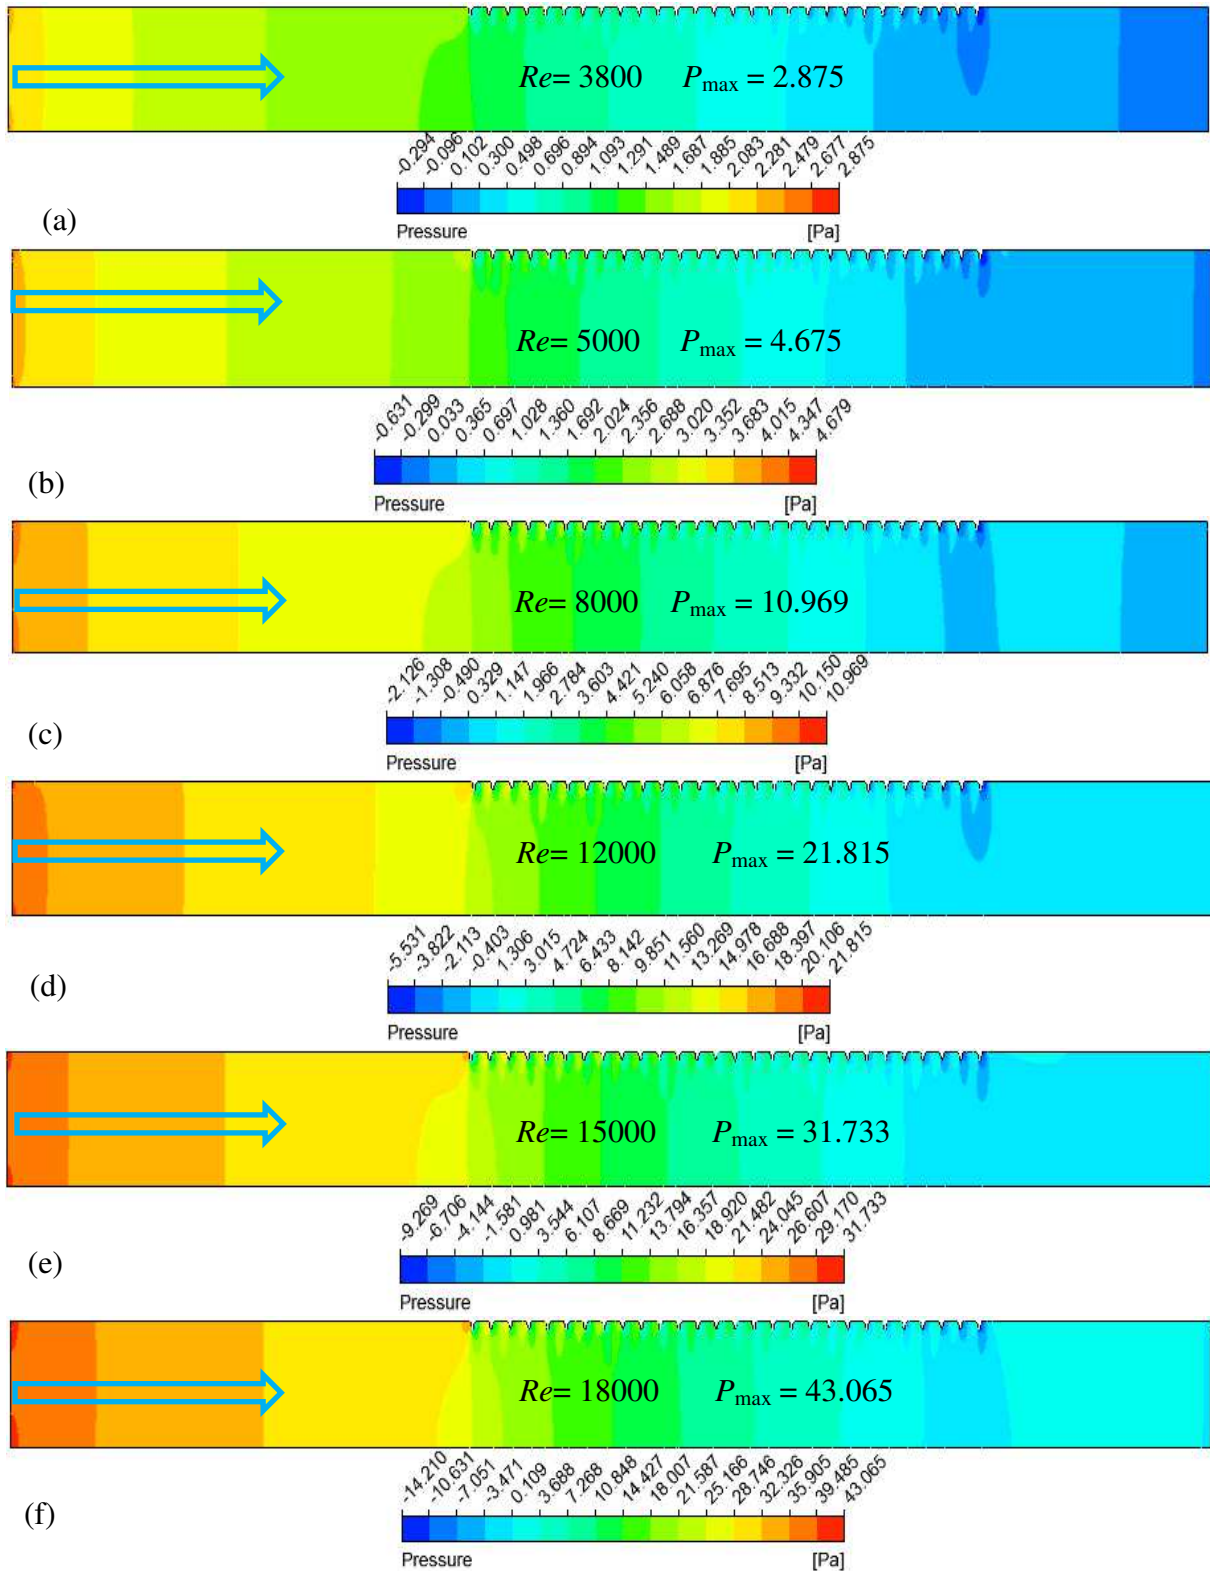 Re= 3800 Pmax = 2.875
-0.294 -0.096 0.102 0.300 0.498 0.696 0.894 1.093 1.291 1.489 1.687 1.885 2.083 2.281 2.479 2.677 2.875
(a)
Pressure [Pa]
Re= 5000 Pmax = 4.675
-0.631 -0.299 0.033 0.365 0.697 1.028 1.360 1.692 2.024 2.356 2.688 3.020 3.352 3.683 4.015 4.347 4.679
(b)
Pressure [Pa]
Re= 8000 Pmax = 10.969
-2.126 -1.308 -0.490 0.329 1.147 1.966 2.784 3.603 4.421 5.240 6.058 6.876 7.695 8.513 9.332 10.150 10.969
(c)
Pressure [Pa]
Re= 12000 Pmax = 21.815
-5.531 -3.822 -2.113 -0.403 1.306 3.015 4.724 6.433 8.142 9.851 11.560 13.269 14.978 16.688 18.397 20.106 21.815
(d)
Pressure [Pa]
Re= 15000 Pmax = 31.733
-9.269 -6.706 -4.144 -1.581 0.981 3.544 6.107 8.669 11.232 13.794 16.357 18.920 21.482 24.045 26.607 29.170 31.733
(e)
Pressure [Pa]
Re= 18000 Pmax = 43.065
-14.210 -10.631 -7.051 -3.471 0.109 3.688 7.268 10.848 14.427 18.007 21.587 25.166 28.746 32.326 35.905 39.485 43.065
(f)
Pressure [Pa]